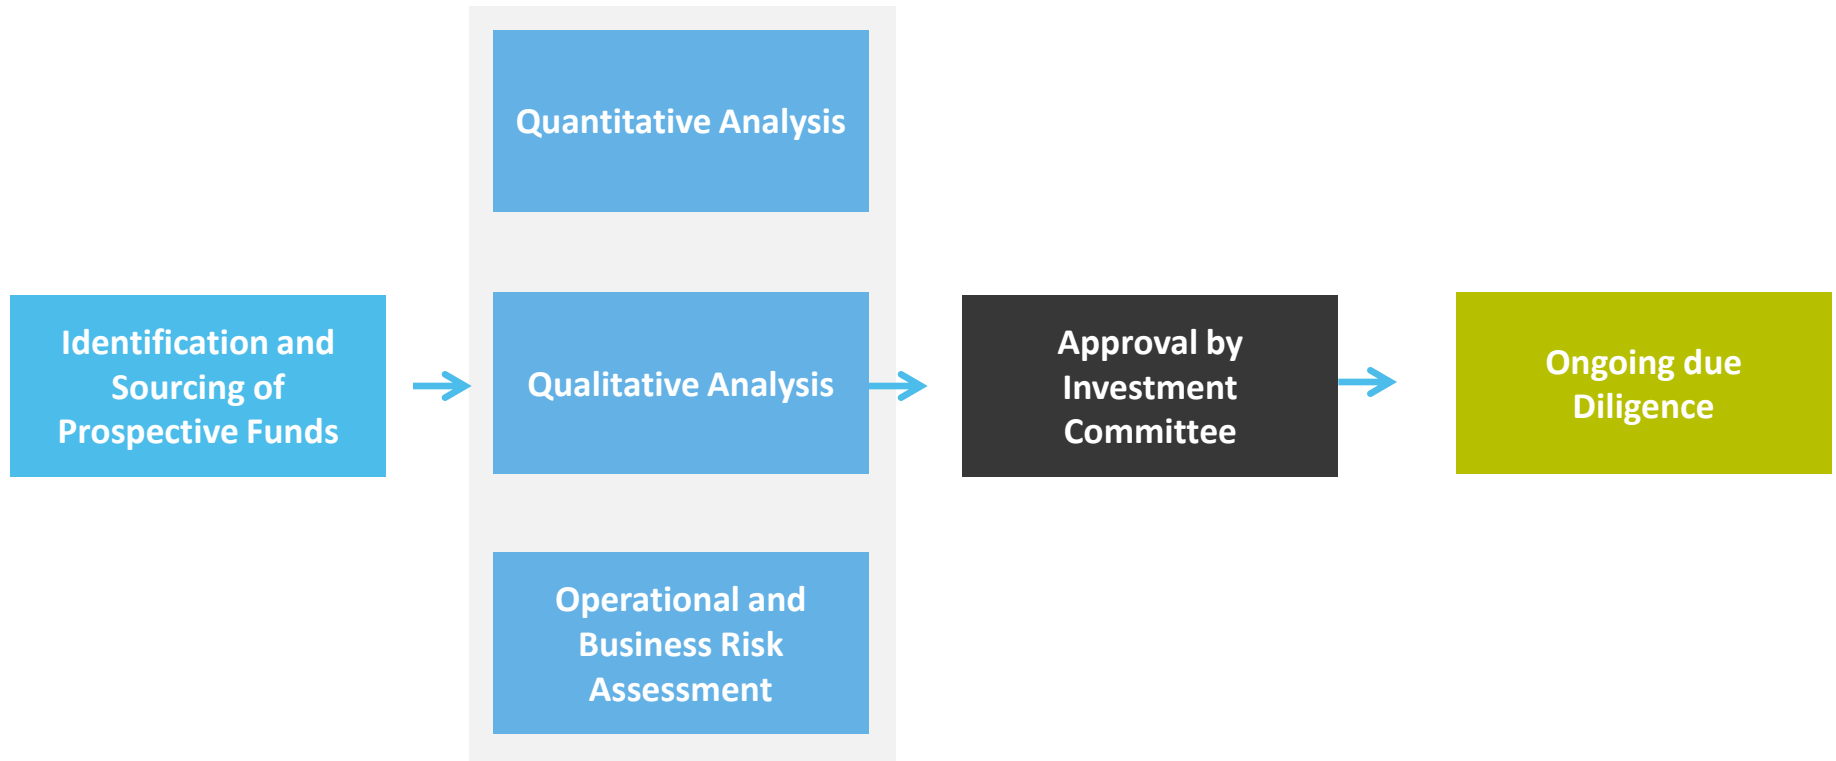 Quantitative Analysis
Identification and
Sourcing of
Prospective Funds
Qualitative Analysis
Approval by
Investment
Committee
Ongoing due
Diligence
Operational and
Business Risk
Assessment